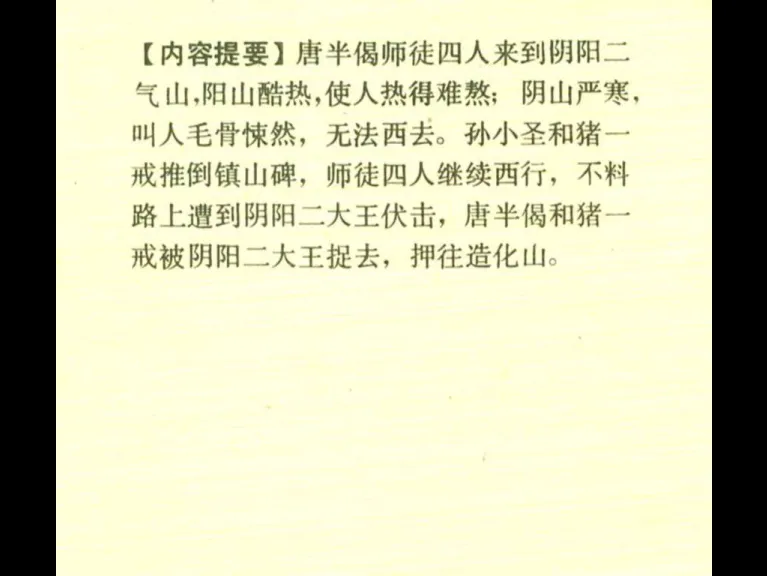 【内容提要】唐半偈师徒四人来到阴阳二
气山,阳山酷热,使人热得难熬；阴山严寒,
叫人毛骨悚然，无法西去。孙小圣和猪一
戒推倒镇山碑，师徒四人继续西行，不料
路上遭到阴阳二大王伏击，唐半偈和猪一
戒被阴阳二大王捉去，押往造化山。